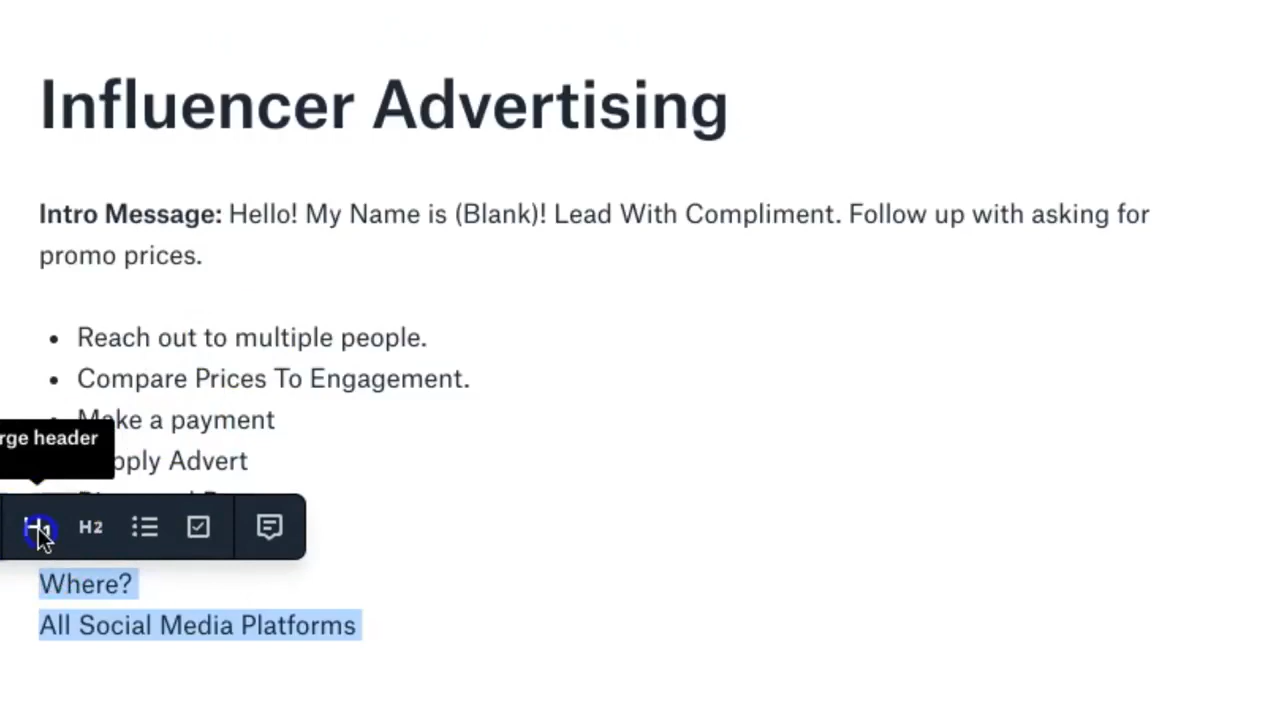 Influencer Advertising
Intro Message: Hello! My Name is (Blank)! Lead With Compliment. Follow up with asking for
promo prices.
• Reach out to multiple people.
• Compare Prices To Engagement.
• Make a payment
rge header
pply Advert
H1 H2
Where?
All Social Media Platforms